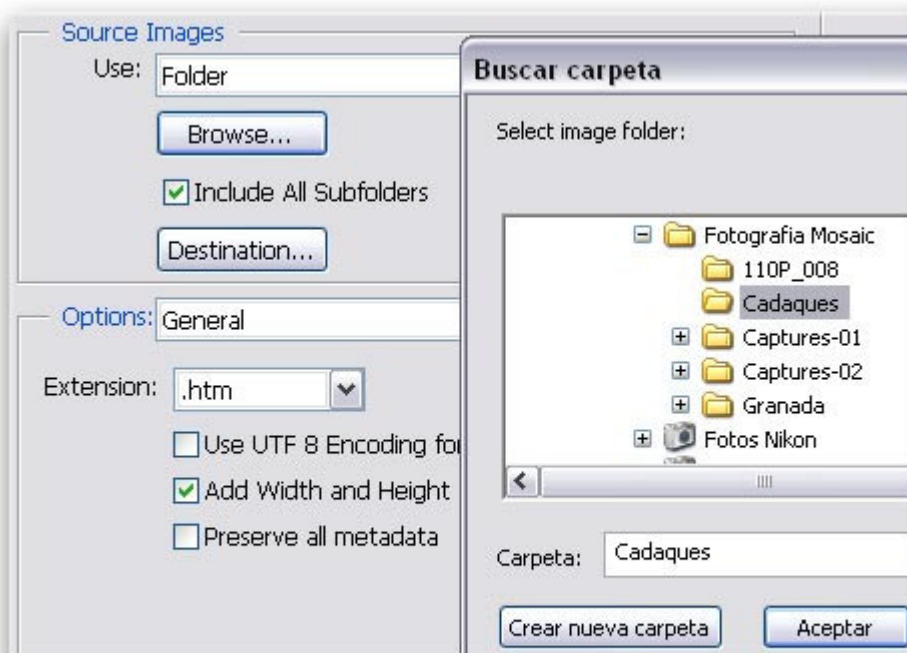 Source Images
Use: Folder
Browse...
Include All Subfolders
Destination...
Options: General
Extension: .htm
Use UTF 8 Encoding for
Add Width and Height
Preserve all metadata
Buscar carpeta
Select image folder:
Fotografia Mosaic
110P_008
Cadaques
Captures-01
Captures-02
Granada
Fotos Nikon
Carpeta: Cadaques
Crear nueva carpeta
Aceptar